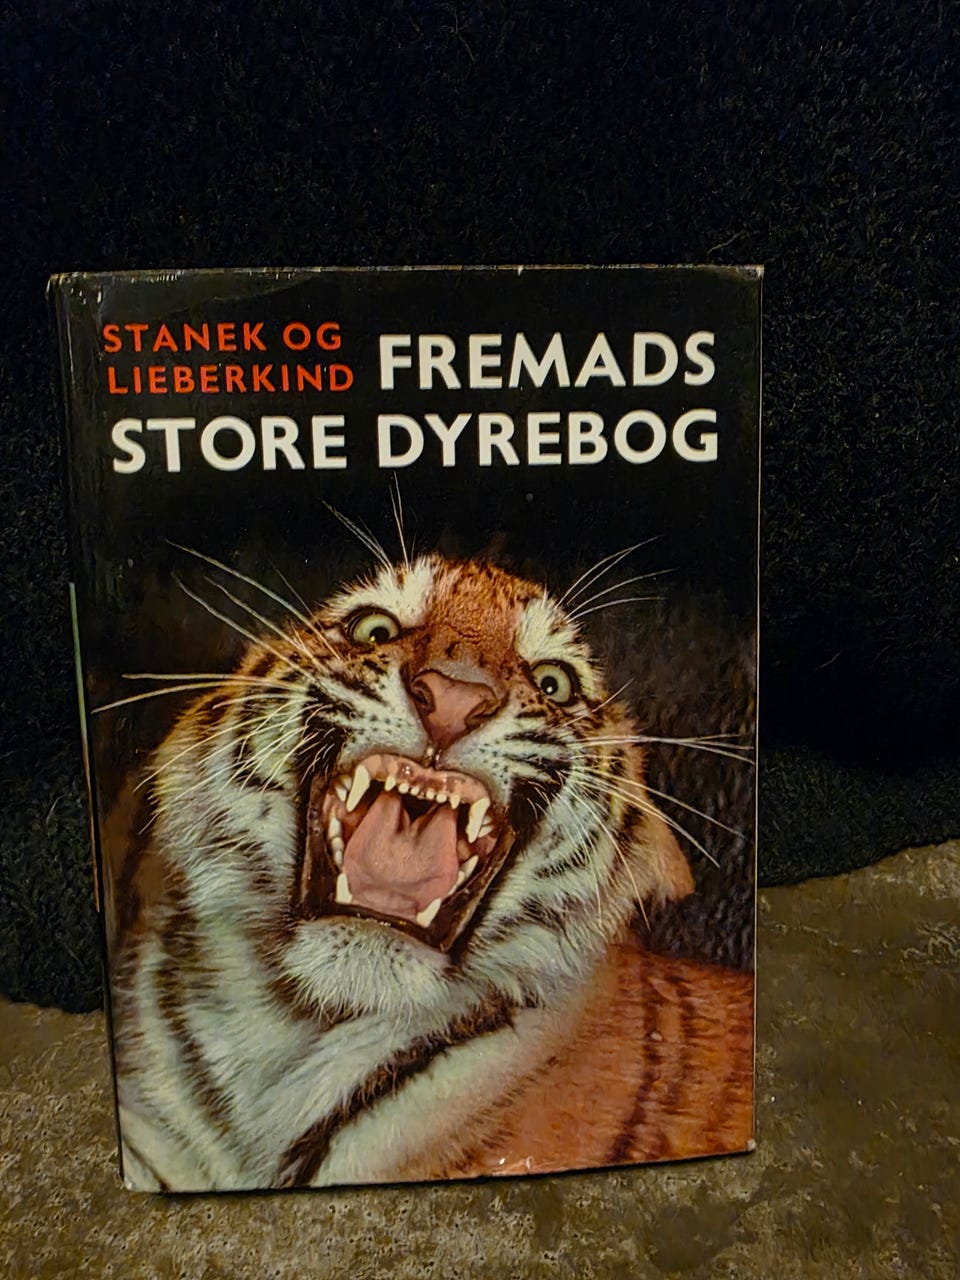 STANEK OG
LIEBERKIND
FREMADS
STORE DYREBOG